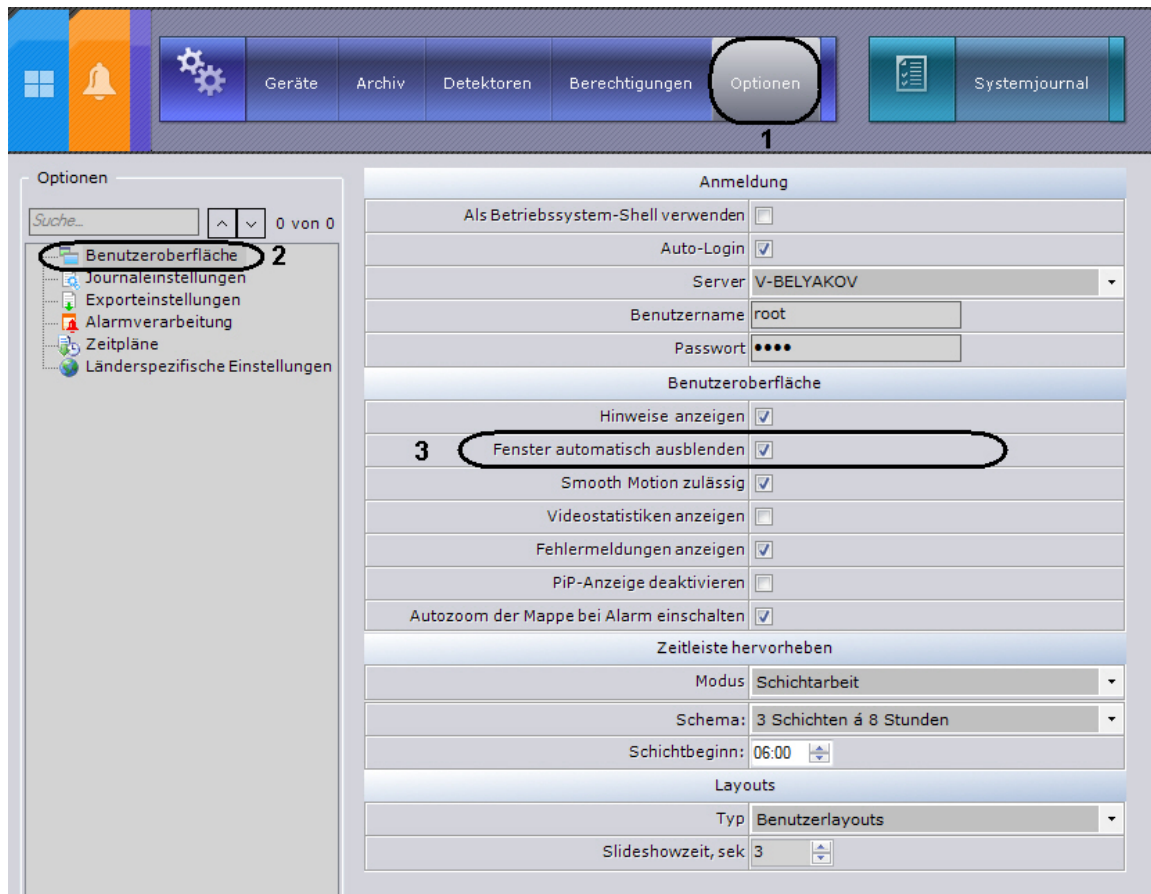 Geräte Archiv Detektoren Berechtigungen Optionen Systemjournal
1
Optionen
Suche... 0 von 0
Benutzeroberfläche 2
Journaleinstellungen
Exporteinstellungen
Alarmverarbeitung
Zeitpläne
Länderspezifische Einstellungen
Anmeldung
Als Betriebssystem-Shell verwenden
Auto-Login
Server V-BELYAKOV
Benutzername root
Passwort ●●●●
Benutzeroberfläche
Hinweise anzeigen
3 Fenster automatisch ausblenden
Smooth Motion zulässig
Videostatistiken anzeigen
Fehlermeldungen anzeigen
PiP-Anzeige deaktivieren
Autozoom der Mappe bei Alarm einschalten
Zeitleiste hervorheben
Modus Schichtarbeit
Schema: 3 Schichten á 8 Stunden
Schichtbeginn: 06:00
Layouts
Typ Benutzerlayouts
Slideshowzeit, sek 3